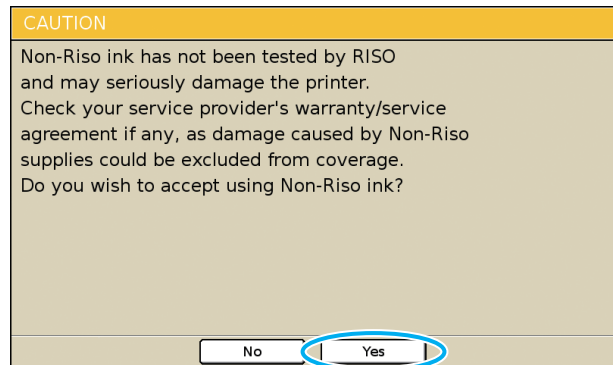 CAUTION
Non-Riso ink has not been tested by RISO
and may seriously damage the printer.
Check your service provider's warranty/service
agreement if any, as damage caused by Non-Riso
supplies could be excluded from coverage.
Do you wish to accept using Non-Riso ink?
No Yes